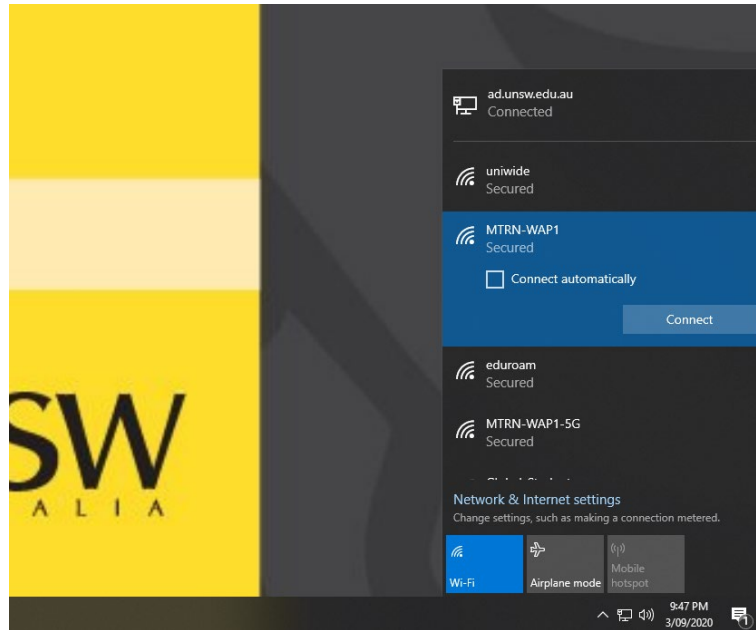 ad.unsw.edu.au
Connected
uniwide
Secured
MTRN-WAP1
Secured
Connect automatically
Connect
eduroam
Secured
MTRN-WAP1-5G
Secured
Network & Internet settings
Change settings, such as making a connection metered.
Wi-Fi
Airplane mode
Mobile
hotspot
SW
ALIA
9:47 PM
3/09/2020
1